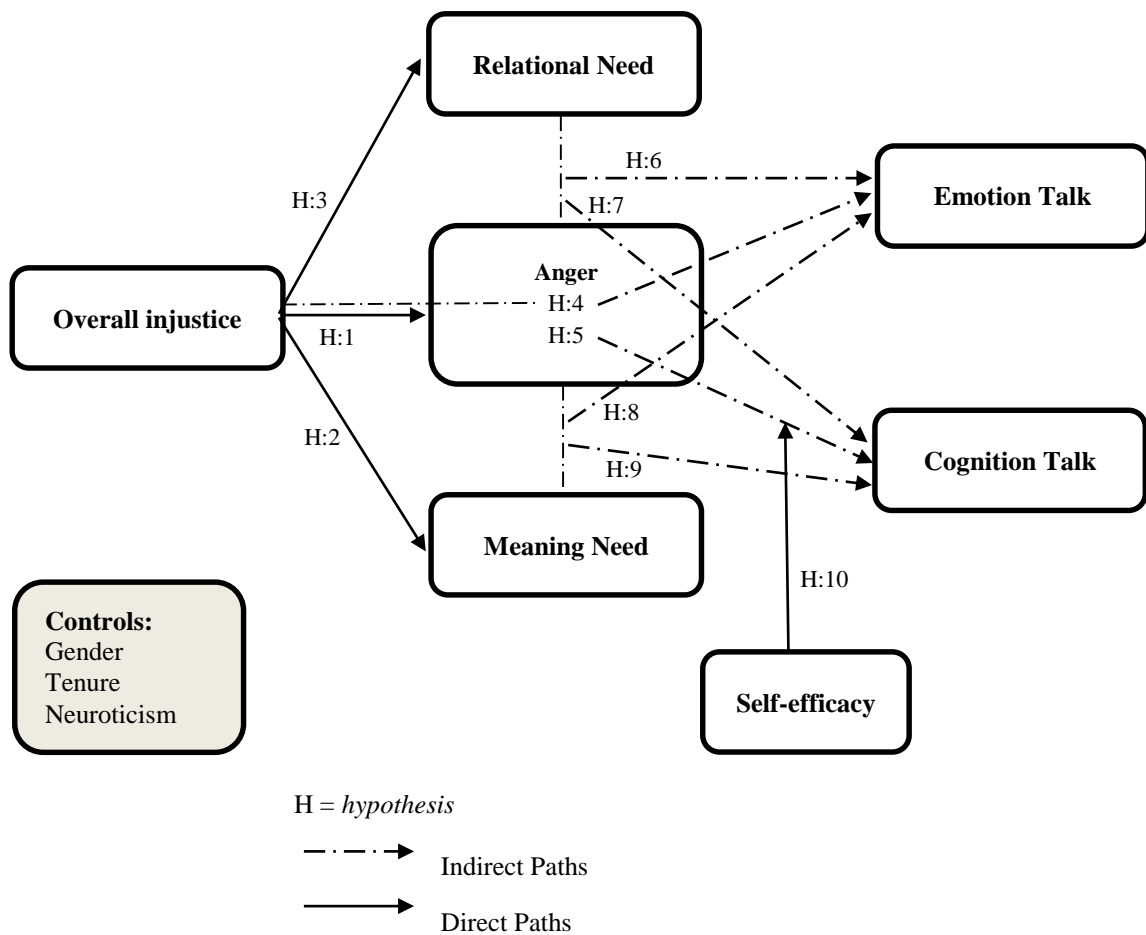 Relational Need
H:6
Emotion Talk
H:3
H:7
Anger
H:4
Overall injustice
H:1
H:5
H:8
H:2
H:9
Cognition Talk
Meaning Need
H:10
Controls:
Gender
Tenure
Neuroticism
Self-efficacy
H = hypothesis
Indirect Paths
Direct Paths